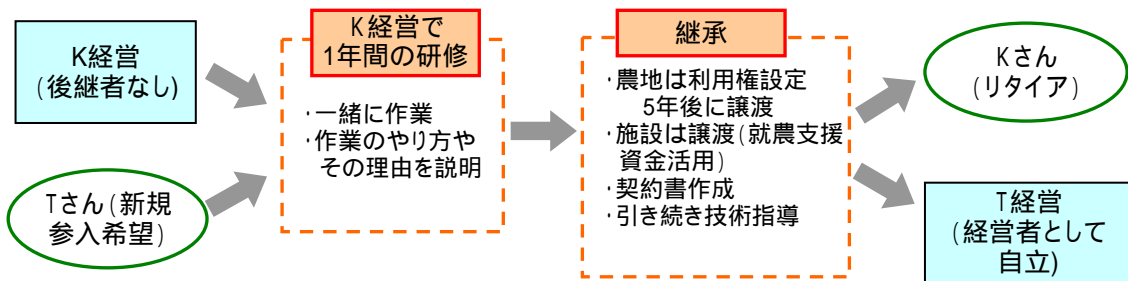 K経営
(後継者なし)
Tさん(新規
参入希望)
K経営で
1年間の研修
・一緒に作業
・作業のやり方や
その理由を説明
継承
・農地は利用権設定
5年後に譲渡
・施設は譲渡(就農支援
資金活用)
・契約書作成
・引き続き技術指導
Kさん
(リタイア)
T経営
(経営者として
自立)